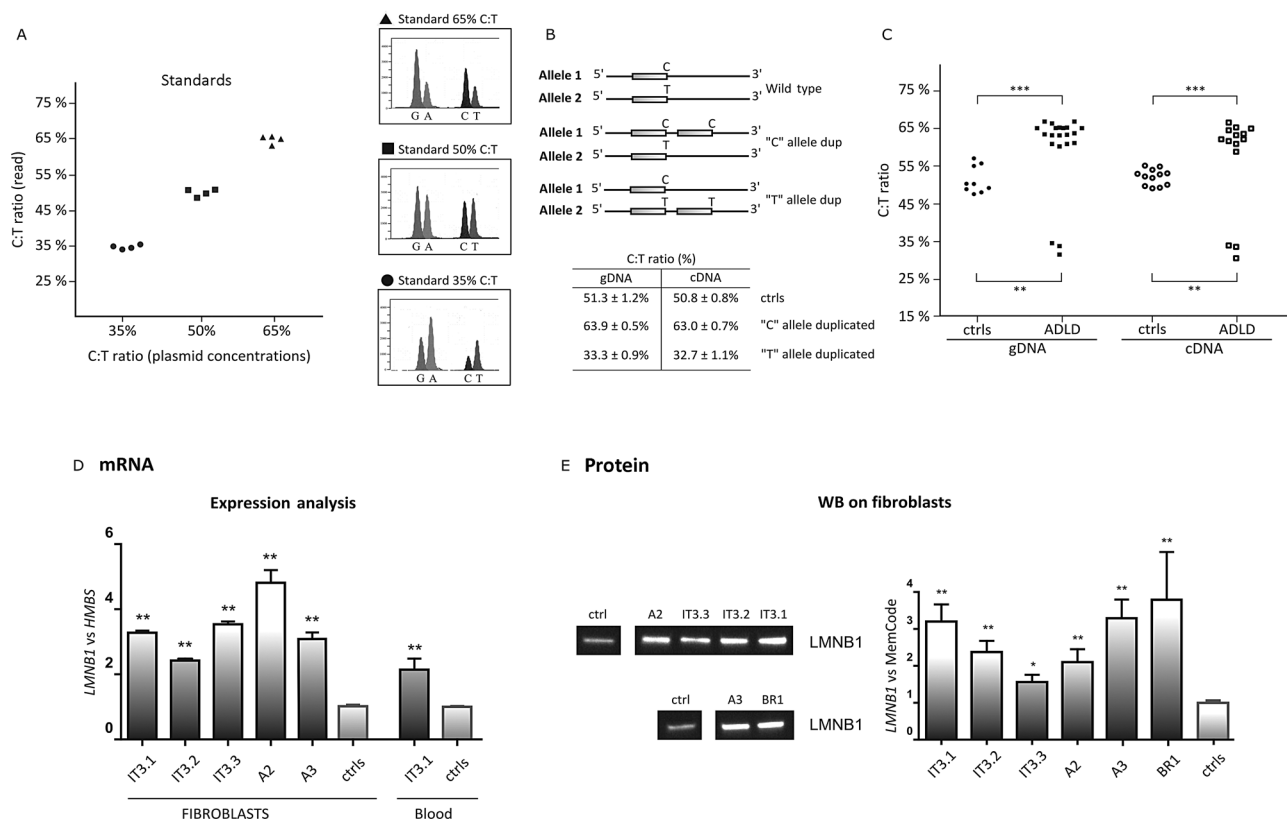 A
Standards
75 %
65 %
55 %
45 %
35 %
25 %
C:T ratio (read)
35% 50% 65%
C:T ratio (plasmid concentrations)
▲ Standard 65% C:T
G A C T
■ Standard 50% C:T
G A C T
● Standard 35% C:T
G A C T
B
C
Allele 1 5' 3'
T
Allele 2 5' 3'
Wild type
C C
Allele 1 5' 3'
T
Allele 2 5' 3'
"C" allele dup
C
Allele 1 5' 3'
T T
Allele 2 5' 3'
"T" allele dup
C:T ratio (%)
gDNA cDNA
51.3 ± 1.2% 50.8 ± 0.8% ctrls
63.9 ± 0.5% 63.0 ± 0.7% "C" allele duplicated
33.3 ± 0.9% 32.7 ± 1.1% "T" allele duplicated
C
*** ***
75 %
65 %
55 %
45 %
35 %
25 %
15 %
C:T ratio
** **
ctrls ADLD ctrls ADLD
gDNA cDNA
D mRNA
Expression analysis
6
4
2
0
LMNB1 vs HMBS
** ** ** ** ** **
IT3.1 IT3.2 IT3.3 A2 A3 ctrls IT3.1 ctrls
FIBROBLASTS Blood
E Protein
WB on fibroblasts
ctrl A2 IT3.3 IT3.2 IT3.1
LMNB1
ctrl A3 BR1
LMNB1
4
3
2
1
0
LMNB1 vs MemCode
** ** * ** ** **
IT3.1 IT3.2 IT3.3 A2 A3 BR1 ctrls